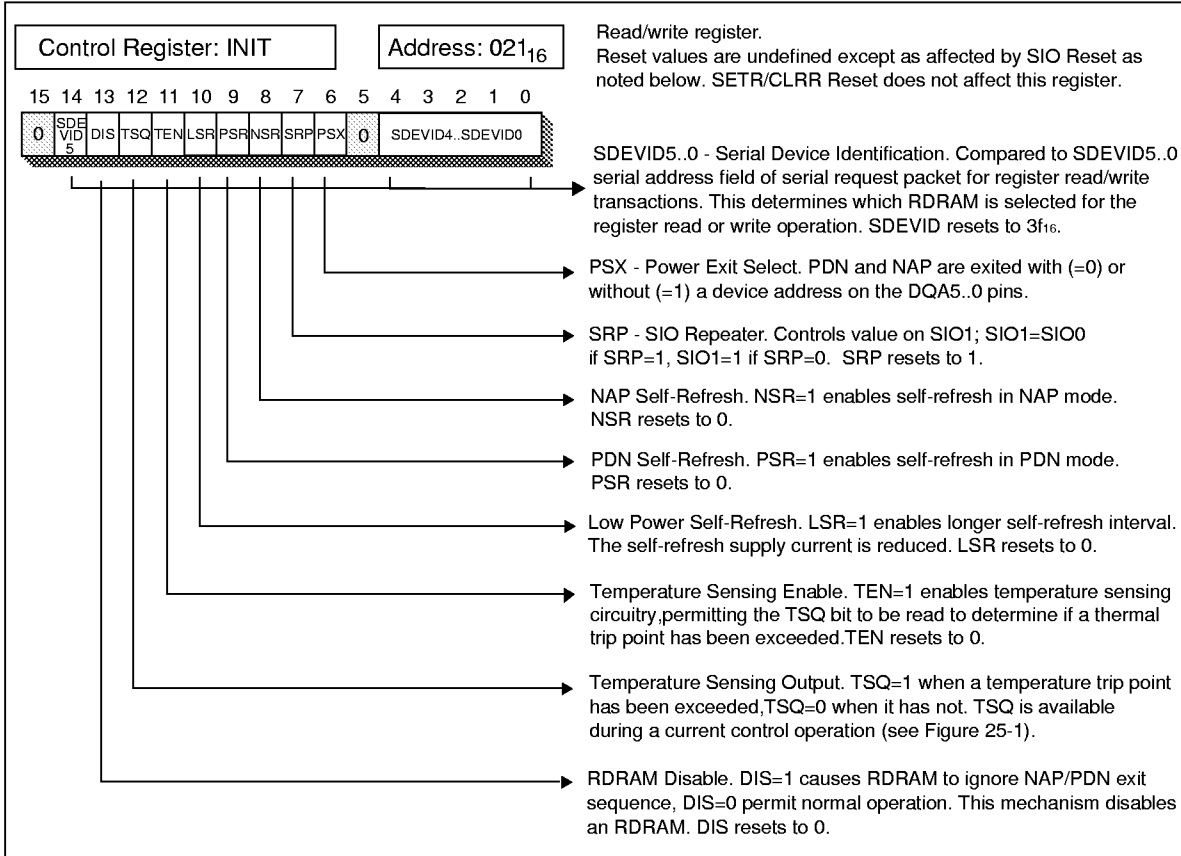 Control Register: INIT
Address: 021₁₆
Read/write register.
Reset values are undefined except as affected by SIO Reset as
noted below. SETR/CLRR Reset does not affect this register.
15 14 13 12 11 10 9 8 7 6 5 4 3 2 1 0
0 SDE VID 5 DIS TSQ TEN LSR PSR NSR SRP PSX 0 SDEVID4..SDEVID0
SDEVID5..0 - Serial Device Identification. Compared to SDEVID5..0
serial address field of serial request packet for register read/write
transactions. This determines which RDRAM is selected for the
register read or write operation. SDEVID resets to 3f₁₆.
PSX - Power Exit Select. PDN and NAP are exited with (=0) or
without (=1) a device address on the DQA5..0 pins.
SRP - SIO Repeater. Controls value on SIO1; SIO1=SIO0
if SRP=1, SIO1=1 if SRP=0. SRP resets to 1.
NAP Self-Refresh. NSR=1 enables self-refresh in NAP mode.
NSR resets to 0.
PDN Self-Refresh. PSR=1 enables self-refresh in PDN mode.
PSR resets to 0.
Low Power Self-Refresh. LSR=1 enables longer self-refresh interval.
The self-refresh supply current is reduced. LSR resets to 0.
Temperature Sensing Enable. TEN=1 enables temperature sensing
circuitry,permitting the TSQ bit to be read to determine if a thermal
trip point has been exceeded.TEN resets to 0.
Temperature Sensing Output. TSQ=1 when a temperature trip point
has been exceeded,TSQ=0 when it has not. TSQ is available
during a current control operation (see Figure 25-1).
RDRAM Disable. DIS=1 causes RDRAM to ignore NAP/PDN exit
sequence, DIS=0 permit normal operation. This mechanism disables
an RDRAM. DIS resets to 0.